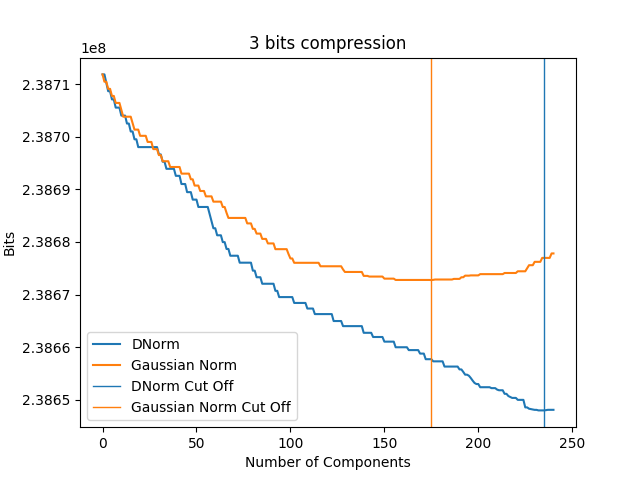 3 bits compression
1e8
2.3871
2.3870
2.3869
2.3868
2.3867
2.3866
2.3865
Bits
DNorm
Gaussian Norm
DNorm Cut Off
Gaussian Norm Cut Off
0 50 100 150 200 250
Number of Components